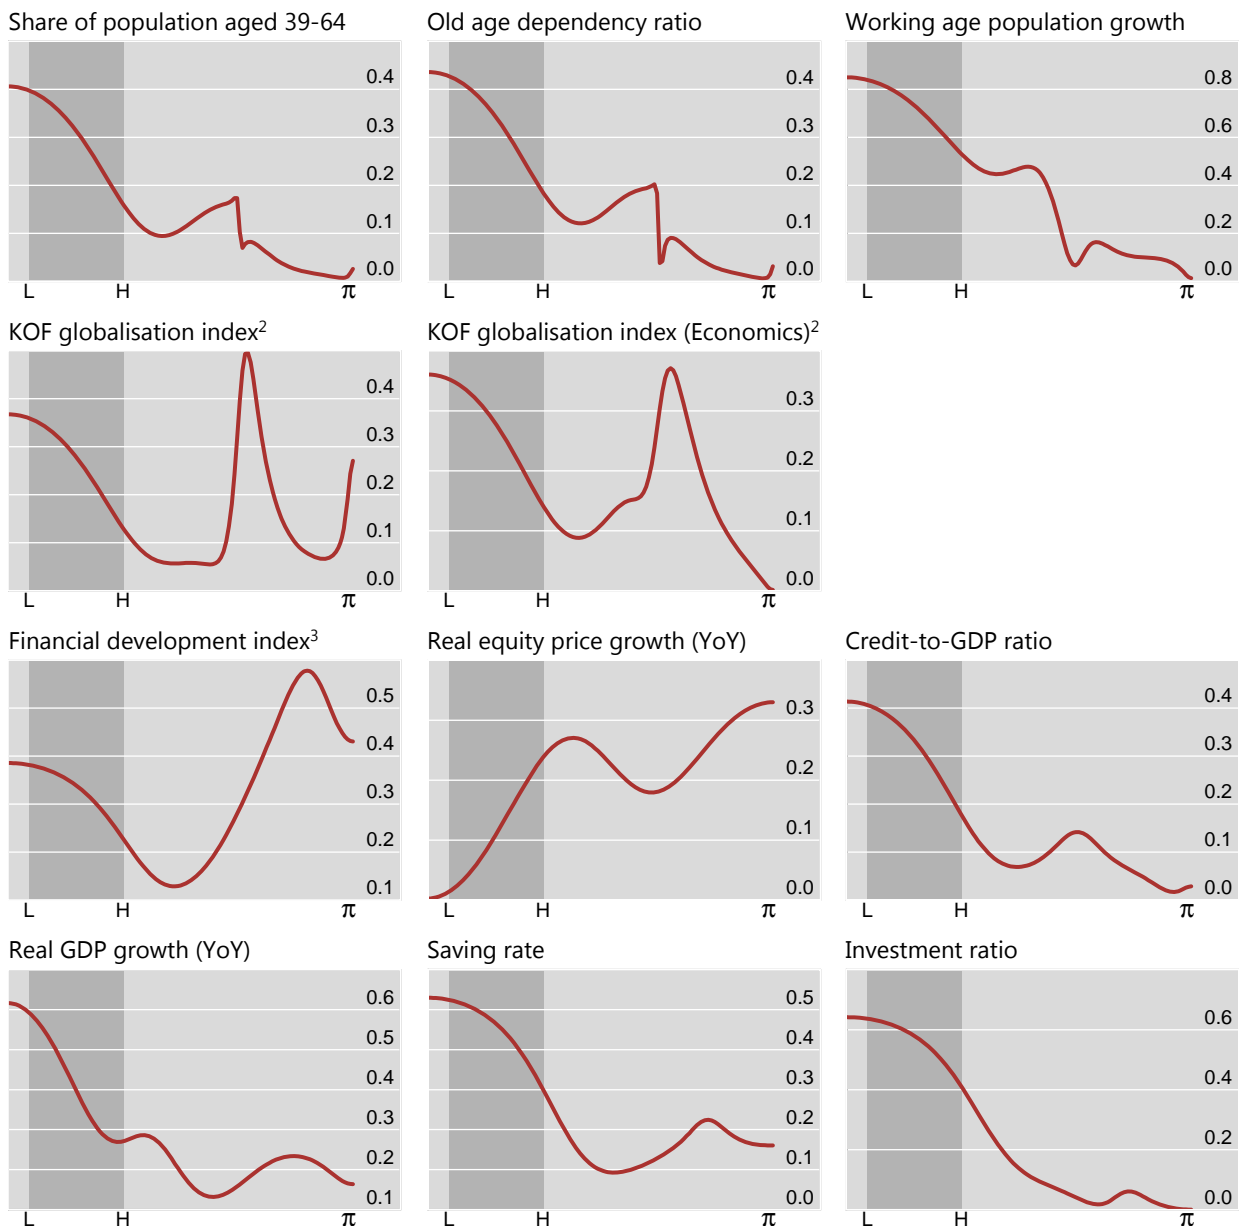 Share of population aged 39-64
Old age dependency ratio
Working age population growth
0.4
0.3
0.2
0.1
0.0
L H π
0.4
0.3
0.2
0.1
0.0
L H π
0.8
0.6
0.4
0.2
0.0
L H π
KOF globalisation index²
KOF globalisation index (Economics)²
0.4
0.3
0.2
0.1
0.0
L H π
0.3
0.2
0.1
0.0
L H π
Financial development index³
Real equity price growth (YoY)
Credit-to-GDP ratio
0.5
0.4
0.3
0.2
0.1
L H π
0.3
0.2
0.1
0.0
L H π
0.4
0.3
0.2
0.1
0.0
L H π
Real GDP growth (YoY)
Saving rate
Investment ratio
0.6
0.5
0.4
0.3
0.2
0.1
L H π
0.5
0.4
0.3
0.2
0.1
0.0
L H π
0.6
0.4
0.2
L H π